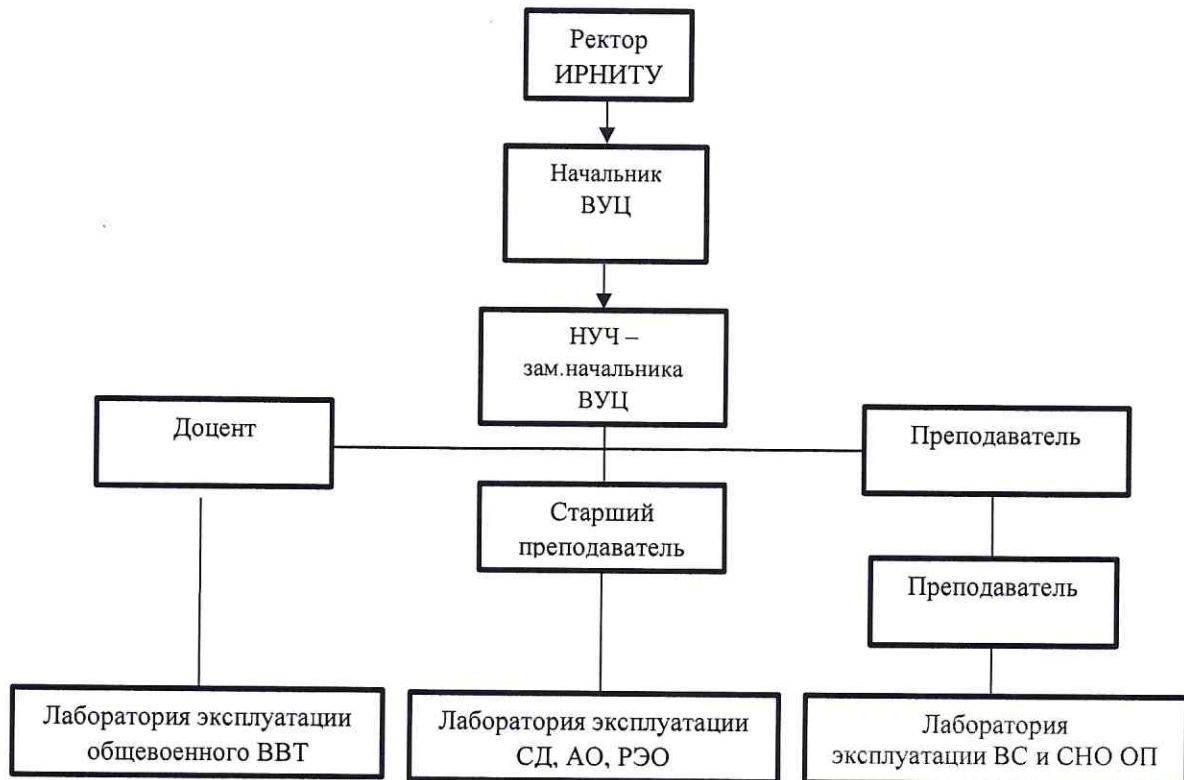 Ректор
ИРНИТУ
Начальник
ВУЦ
НУЧ –
зам.начальника
ВУЦ
Доцент
Преподаватель
Старший
преподаватель
Преподаватель
Лаборатория эксплуатации
общевоенного ВВТ
Лаборатория эксплуатации
СД, АО, РЭО
Лаборатория
эксплуатации ВС и СНО ОП